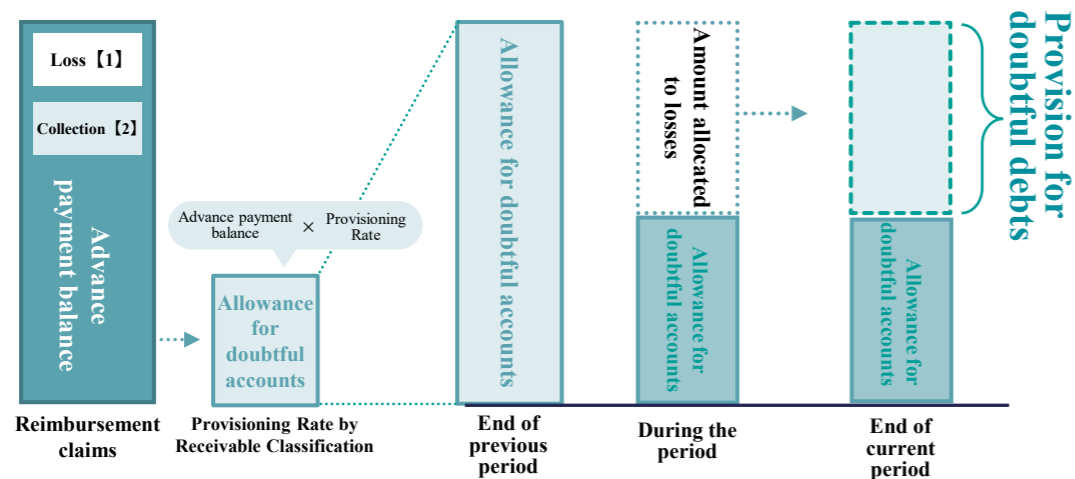 Loss【1】
Collection【2】
Advance
payment balance
Reimbursement
claims
Advance payment
balance
×
Provisioning
Rate
Allowance
for
doubtful
accounts
Provisioning Rate by
Receivable Classification
Allowance for doubtful accounts
End of
previous
period
Amount allocated
to losses
Allowance for
doubtful accounts
During the
period
Allowance for
doubtful accounts
End of
current
period
Provision for
doubtful debts